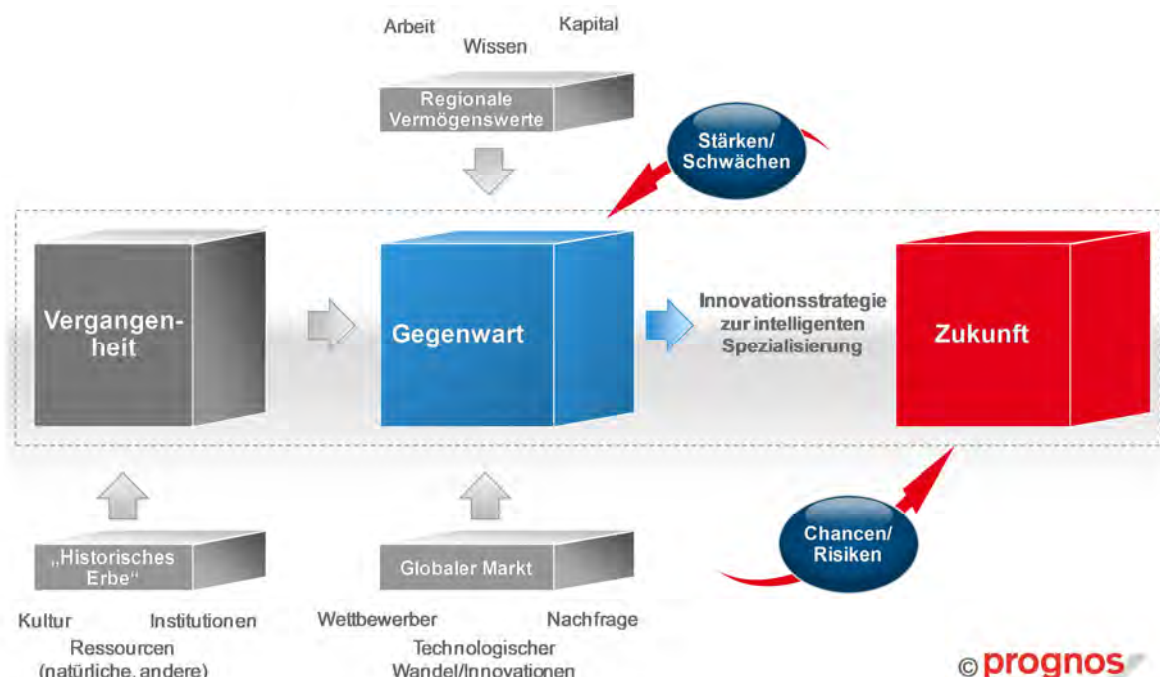 Arbeit
Kapital
Wissen
Regionale
Vermögenswerte
Stärken/
Schwächen
Vergangen-
heit
Gegenwart
Innovationsstrategie
zur intelligenten
Spezialisierung
Zukunft
„Historisches
Erbe“
Globaler Markt
Chancen/
Risiken
Kultur
Institutionen
Ressourcen
(natürliche, andere)
Wettbewerber
Nachfrage
Technologischer
Wandel/Innovationen
© prognos